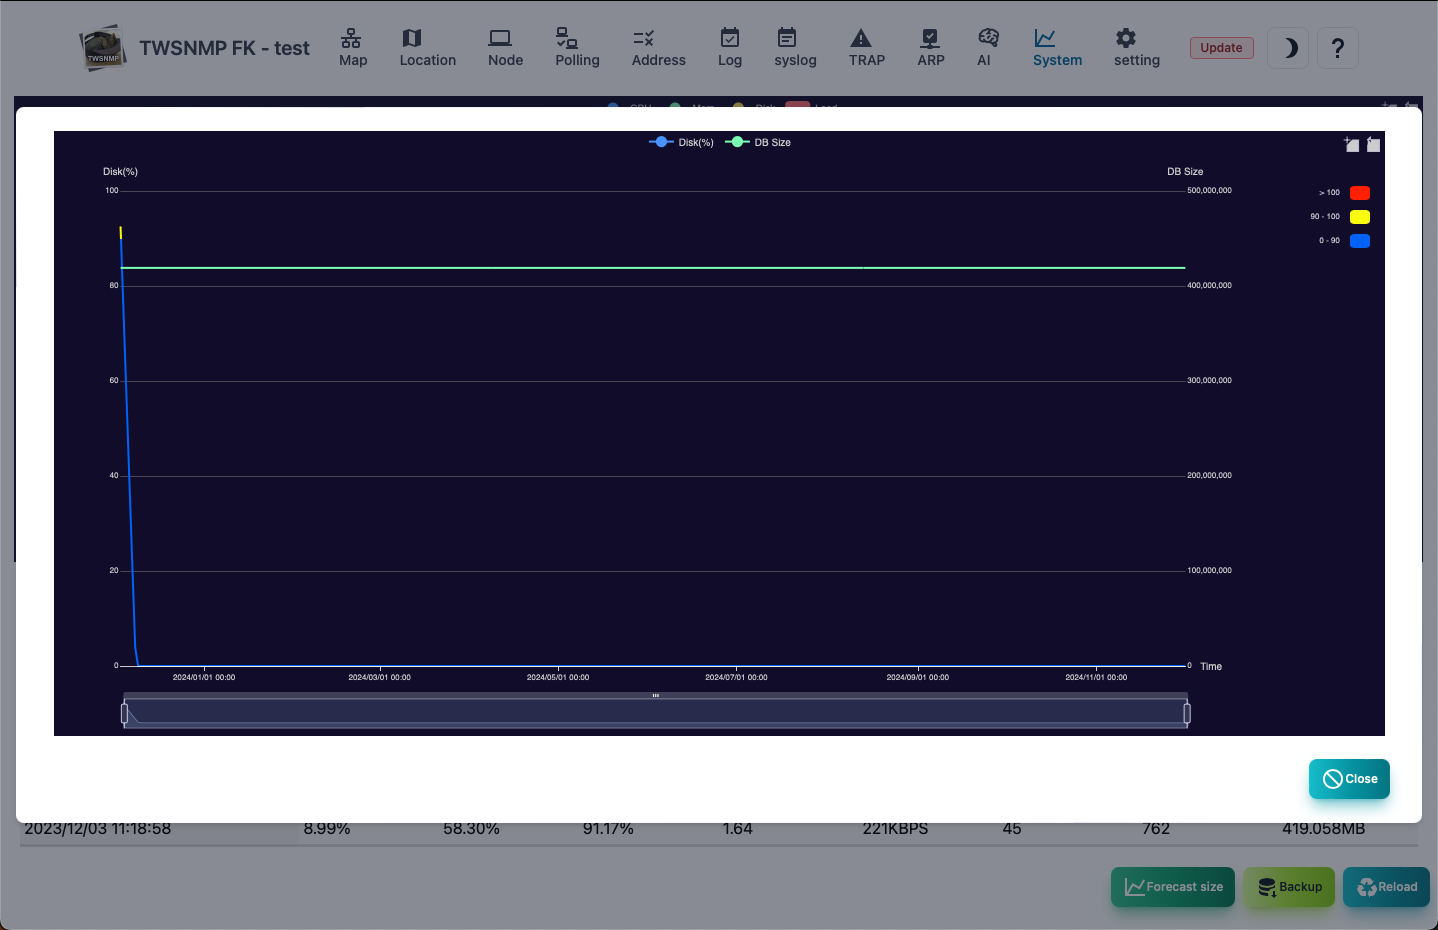 TWSNMP
TWSNMP FK - test
Map
Location
Node
Polling
Address
Log
syslog
TRAP
ARP
AI
System
setting
Update
?
CPU
Mem
Disk
Load
Disk(%)
DB Size
Disk(%)
DB Size
100
80
60
40
20
0
500,000,000
400,000,000
300,000,000
200,000,000
100,000,000
0
Time
> 100
90 - 100
0 - 90
2024/01/01 00:00
2024/03/01 00:00
2024/05/01 00:00
2024/07/01 00:00
2024/09/01 00:00
2024/11/01 00:00
Close
2023/12/03 11:18:58 8.99% 58.30% 91.17% 1.64 221KBPS 45 762 419.058MB
Forecast size
Backup
Reload